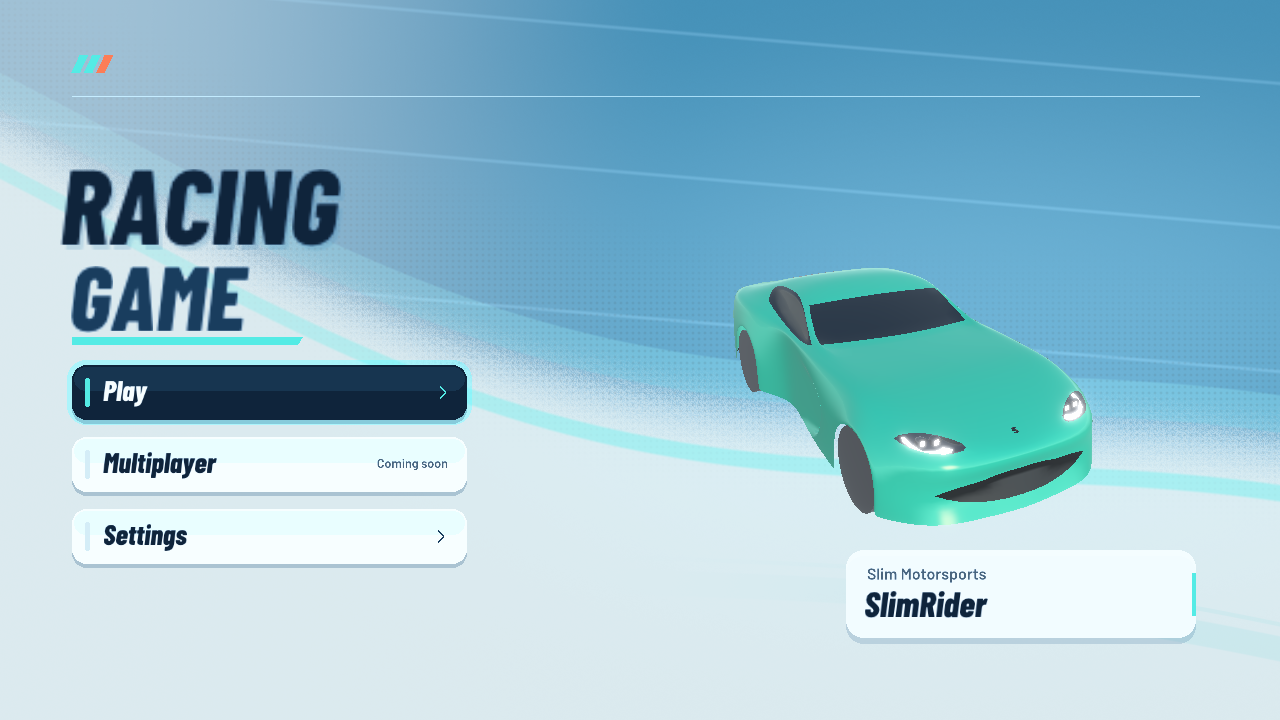 RACING
GAME
Play
Multiplayer
Coming soon
Settings
Slim Motorsports
SlimRider